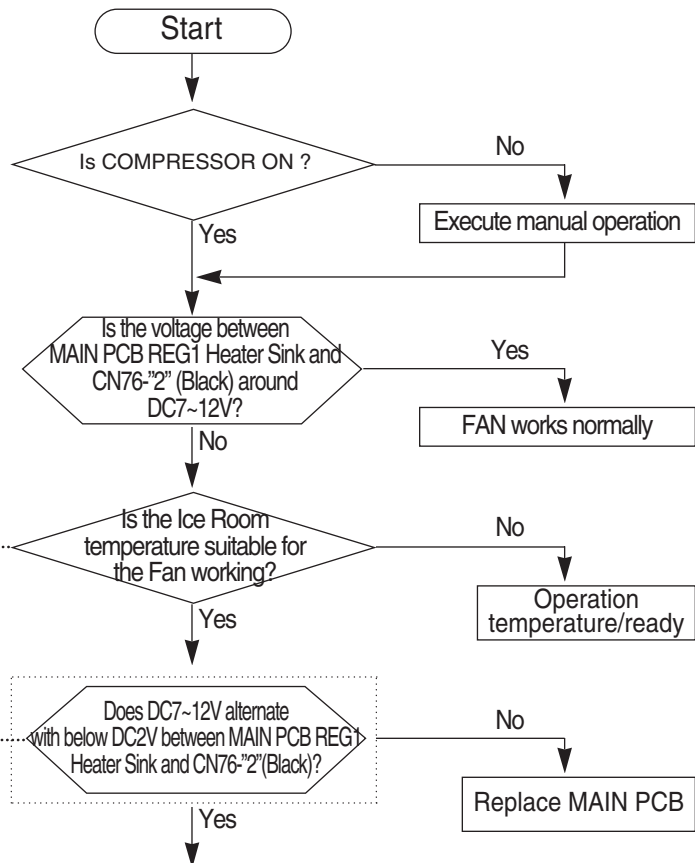 Start
Is COMPRESSOR ON ?
No
Execute manual operation
Yes
Is the voltage between
MAIN PCB REG1 Heater Sink and
CN76-”2” (Black) around
DC7~12V?
Yes
FAN works normally
No
Is the Ice Room
temperature suitable for
the Fan working?
No
Operation
temperature/ready
Yes
Does DC7~12V alternate
with below DC2V between MAIN PCB REG1
Heater Sink and CN76-”2”(Black)?
No
Replace MAIN PCB
Yes